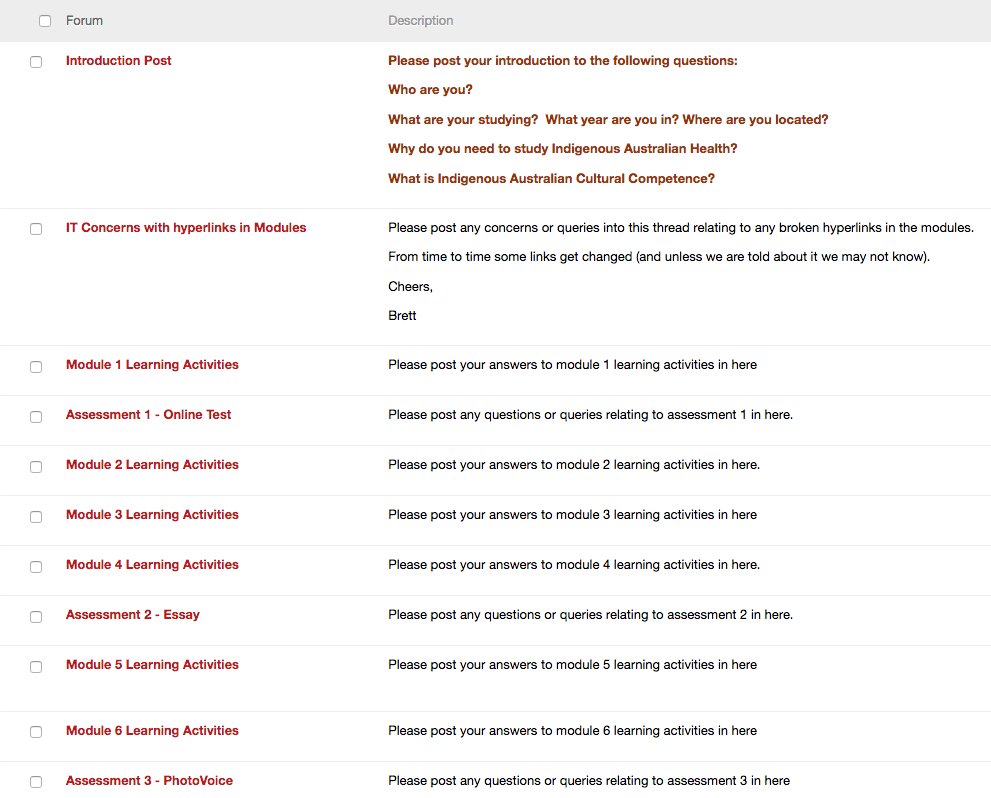 Forum Description
Introduction Post Please post your introduction to the following questions:
Who are you?
What are your studying?  What year are you in? Where are you located?
Why do you need to study Indigenous Australian Health?
What is Indigenous Australian Cultural Competence?
IT Concerns with hyperlinks in Modules Please post any concerns or queries into this thread relating to any broken hyperlinks in the modules.
From time to time some links get changed (and unless we are told about it we may not know).
Cheers,
Brett
Module 1 Learning Activities Please post your answers to module 1 learning activities in here
Assessment 1 - Online Test Please post any questions or queries relating to assessment 1 in here.
Module 2 Learning Activities Please post your answers to module 2 learning activities in here.
Module 3 Learning Activities Please post your answers to module 3 learning activities in here
Module 4 Learning Activities Please post your answers to module 4 learning activities in here.
Assessment 2 - Essay Please post any questions or queries relating to assessment 2 in here.
Module 5 Learning Activities Please post your answers to module 5 learning activities in here
Module 6 Learning Activities Please post your answers to module 6 learning activities in here
Assessment 3 - PhotoVoice Please post any questions or queries relating to assessment 3 in here